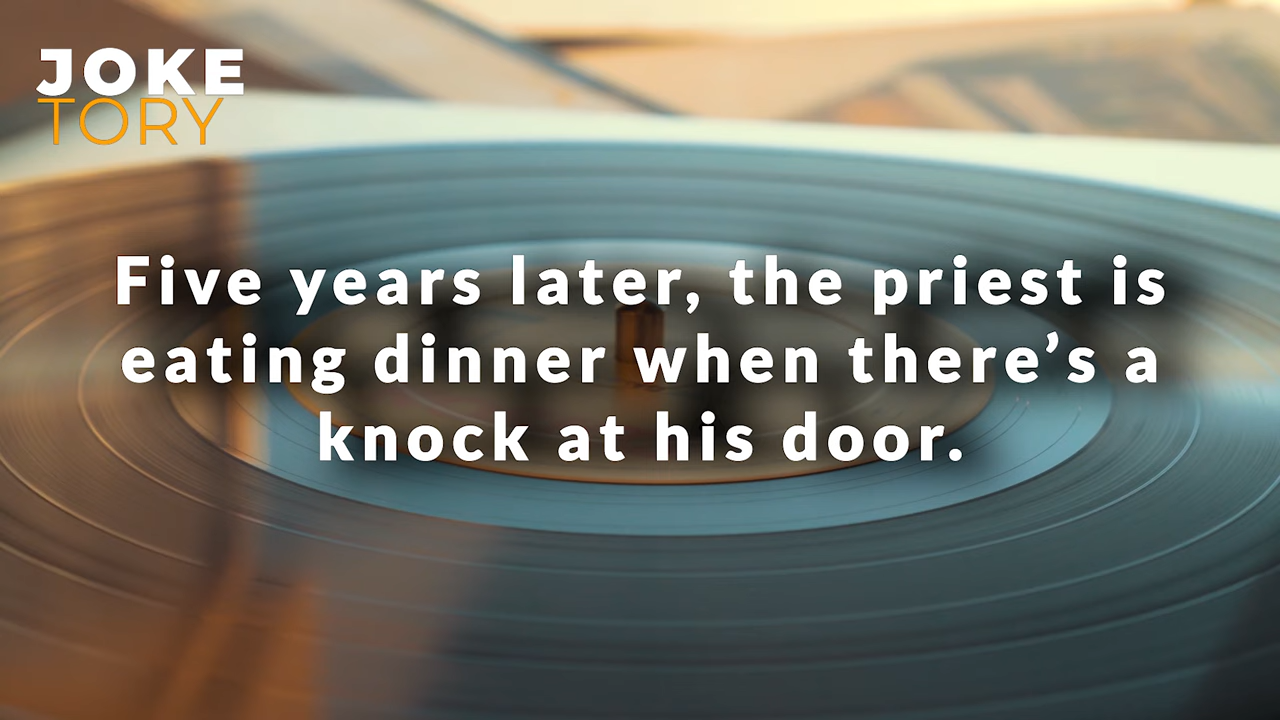 JOKE
TORY
Five years later, the priest is
eating dinner when there’s a
knock at his door.